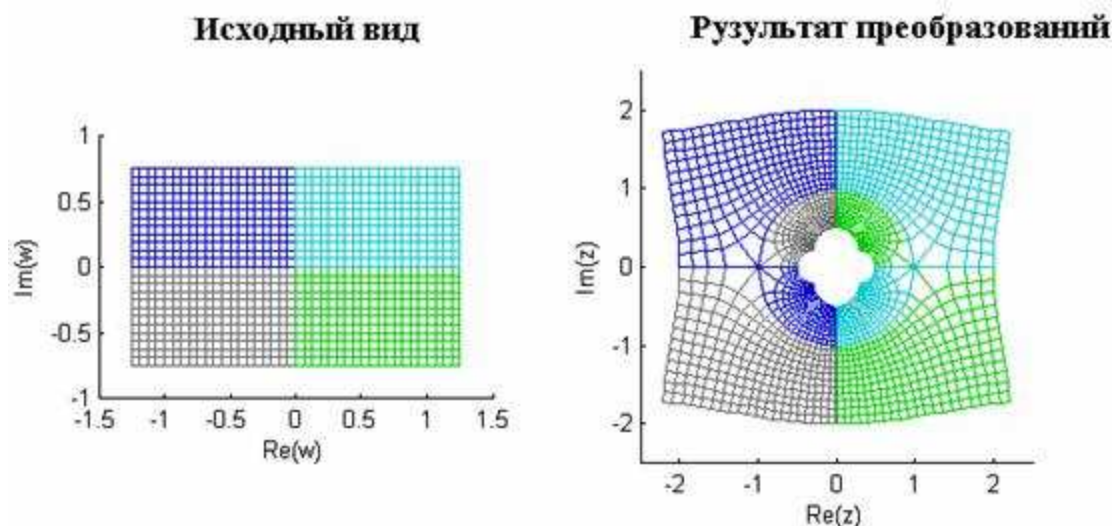 Исходный вид
Рузультат преобразований
1
0.5
0
-0.5
-1
Im(w)
-1.5 -1 -0.5 0 0.5 1 1.5
Re(w)
2
1
0
-1
-2
Im(z)
-2 -1 0 1 2
Re(z)